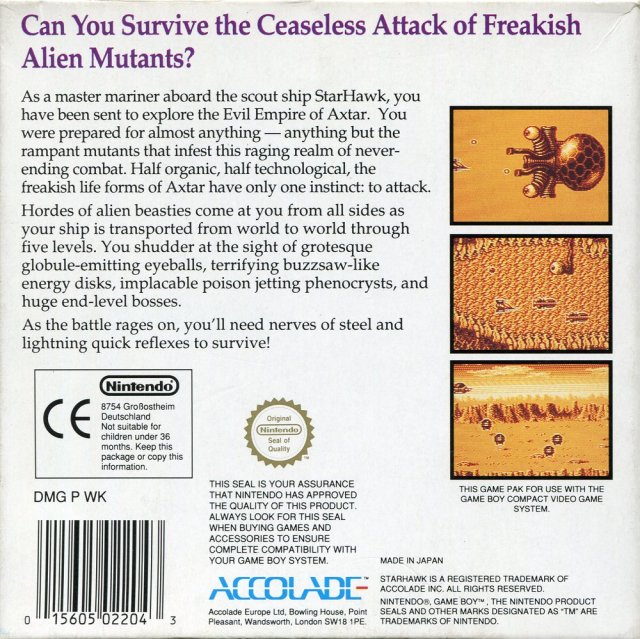 Can You Survive the Ceaseless Attack of Freakish
Alien Mutants?
As a master mariner aboard the scout ship StarHawk, you
have been sent to explore the Evil Empire of Axtar. You
were prepared for almost anything — anything but the
rampant mutants that infest this raging realm of never-
ending combat. Half organic, half technological, the
freakish life forms of Axtar have only one instinct: to attack.
Hordes of alien beasties come at you from all sides as
your ship is transported from world to world through
five levels. You shudder at the sight of grotesque
globule-emitting eyeballs, terrifying buzzsaw-like
energy disks, implacable poison jetting phenocrysts, and
huge end-level bosses.
As the battle rages on, you'll need nerves of steel and
lightning quick reflexes to survive!
CE
Nintendo®
8754 Großostheim
Deutschland
Not suitable for
children under 36
months. Keep this
package or copy this
information.
DMG P WK
Original
Nintendo
Seal of
Quality
TM
THIS SEAL IS YOUR ASSURANCE
THAT NINTENDO HAS APPROVED
THE QUALITY OF THIS PRODUCT.
ALWAYS LOOK FOR THIS SEAL
WHEN BUYING GAMES AND
ACCESSORIES TO ENSURE
COMPLETE COMPATIBILITY WITH
YOUR GAME BOY SYSTEM.
THIS GAME PAK FOR USE WITH THE
GAME BOY COMPACT VIDEO GAME
SYSTEM.
0 15605 02204 3
ACCOLADE™
Accolade Europe Ltd, Bowling House, Point
Pleasant, Wandsworth, London SW18 1PE.
MADE IN JAPAN
STARHAWK IS A REGISTERED TRADEMARK OF
ACCOLADE INC. ALL RIGHTS RESERVED.
NINTENDO®, GAME BOY™, THE NINTENDO PRODUCT
SEALS AND OTHER MARKS DESIGNATED AS "TM" ARE
TRADEMARKS OF NINTENDO.